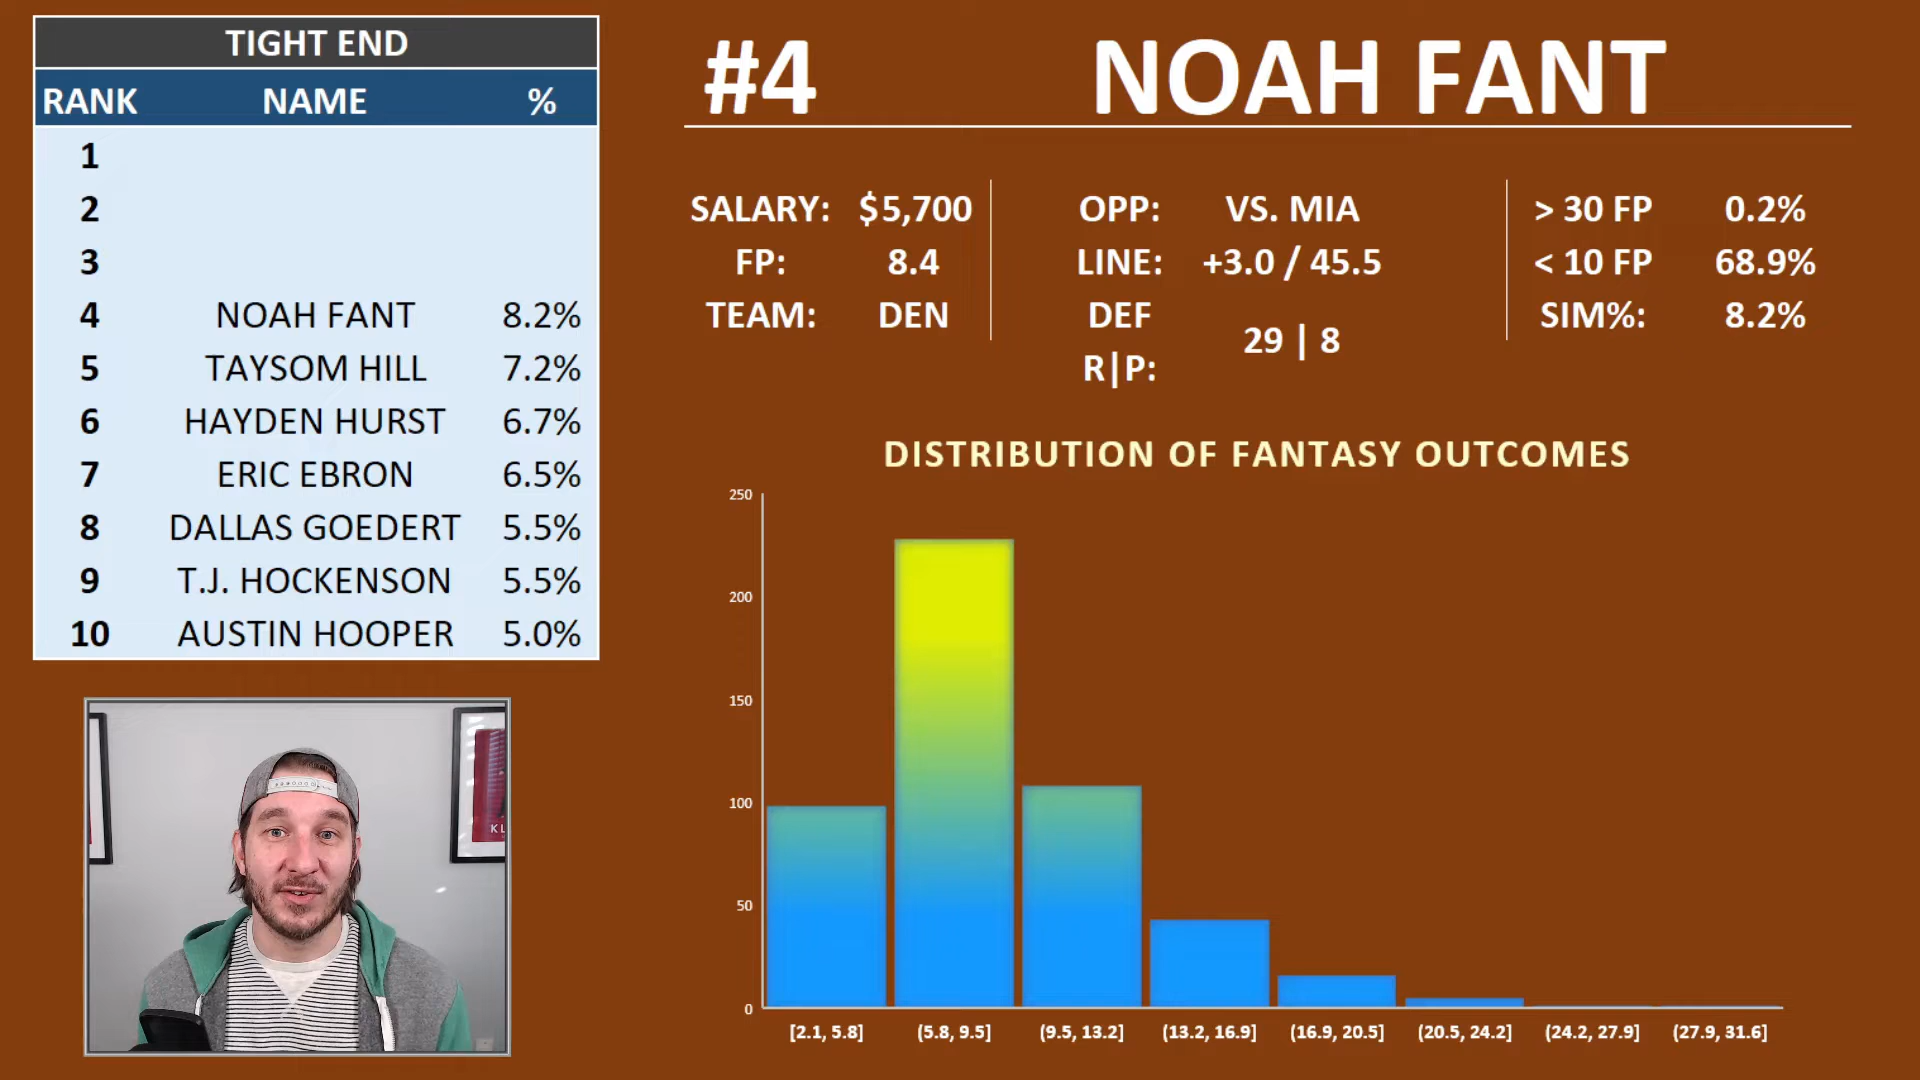 TIGHT END
RANK NAME %
1
2
3
4 NOAH FANT 8.2%
5 TAYSOM HILL 7.2%
6 HAYDEN HURST 6.7%
7 ERIC EBRON 6.5%
8 DALLAS GOEDERT 5.5%
9 T.J. HOCKENSON 5.5%
10 AUSTIN HOOPER 5.0%
#4 NOAH FANT
SALARY: $5,700
FP: 8.4
TEAM: DEN
OPP: VS. MIA
LINE: +3.0 / 45.5
DEF
R|P: 29 | 8
> 30 FP 0.2%
< 10 FP 68.9%
SIM%: 8.2%
DISTRIBUTION OF FANTASY OUTCOMES
250
200
150
100
50
0
[2.1, 5.8] (5.8, 9.5] (9.5, 13.2] (13.2, 16.9] (16.9, 20.5] (20.5, 24.2] (24.2, 27.9] (27.9, 31.6]
KL